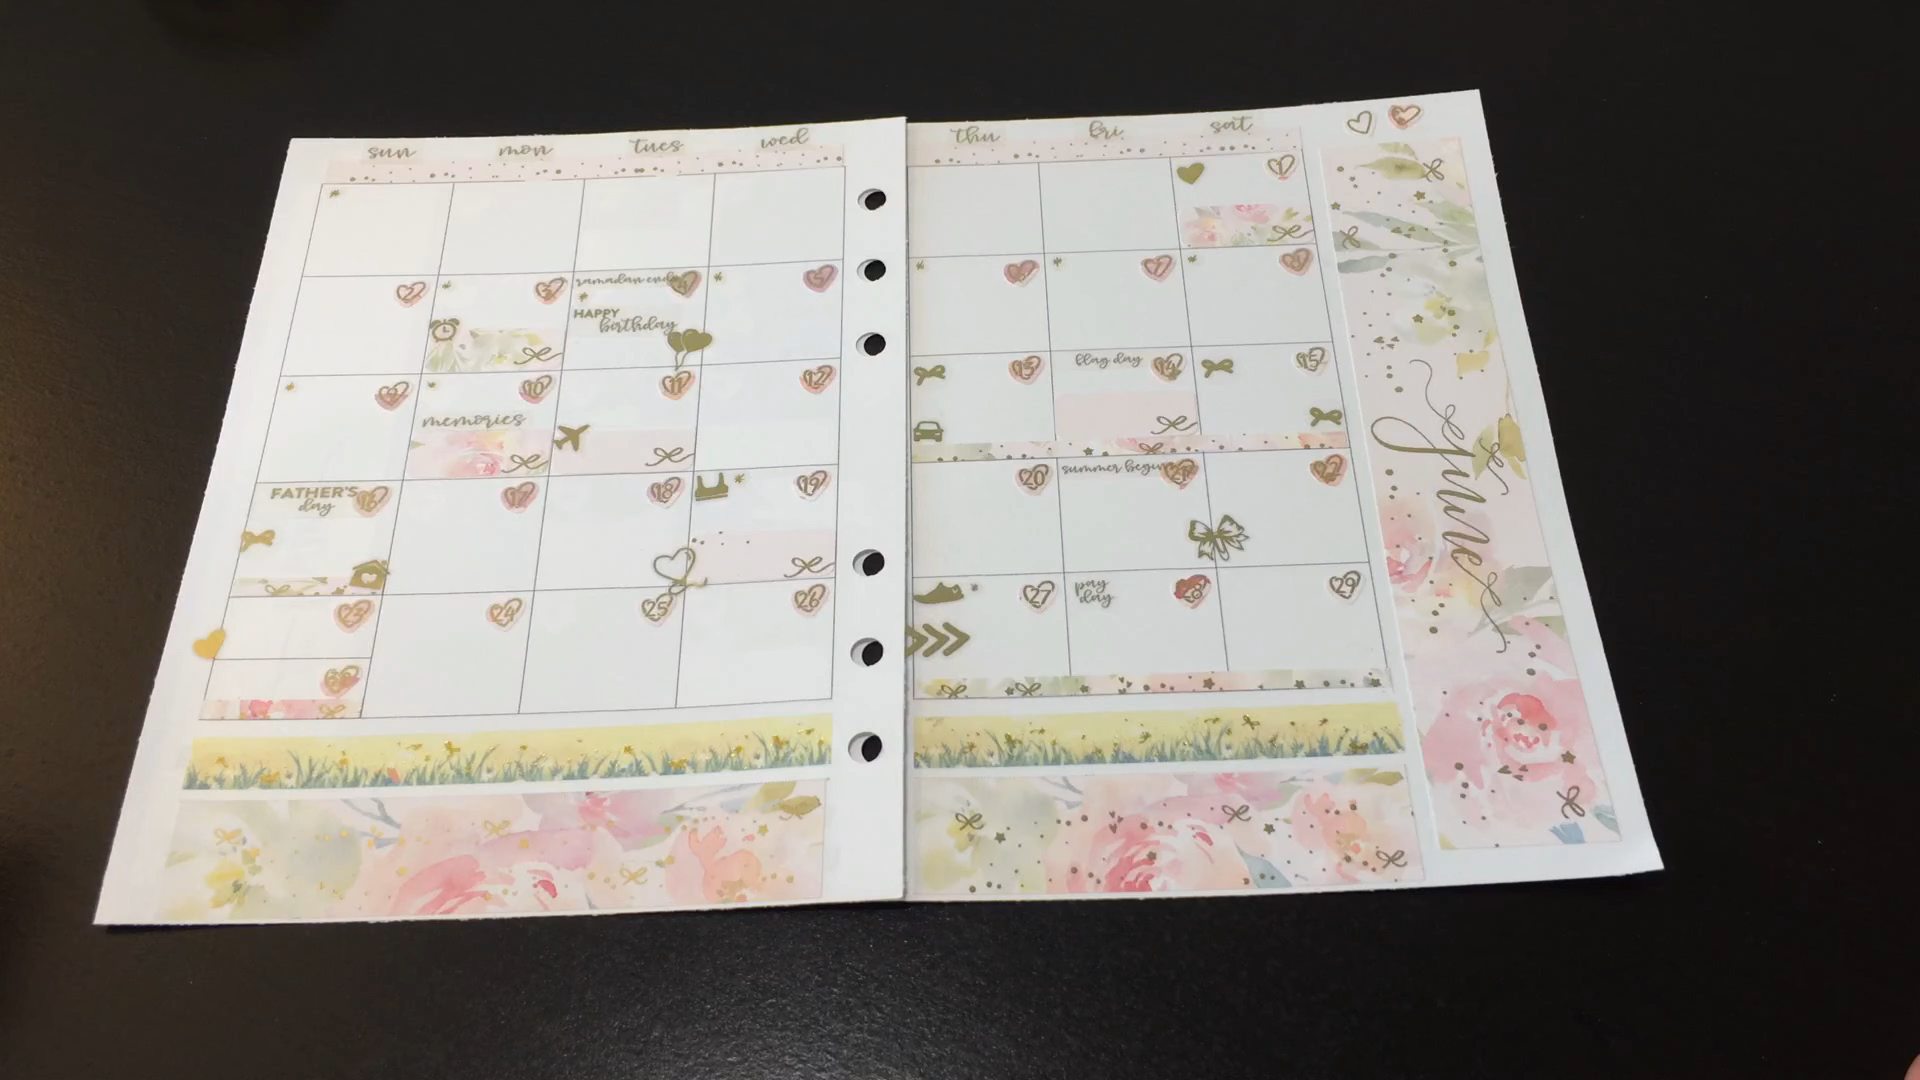 sun mon tues wed thu fri sat
1
2 3 ramadan ends 4 5 6 7 8
HAPPY
birthday
9 10 11 12 13 flag day 14 15
memories
FATHER'S 16 17 18 19 20 summer begins 21 22
day
23 24 25 26 27 pay 28 29
day
30
June